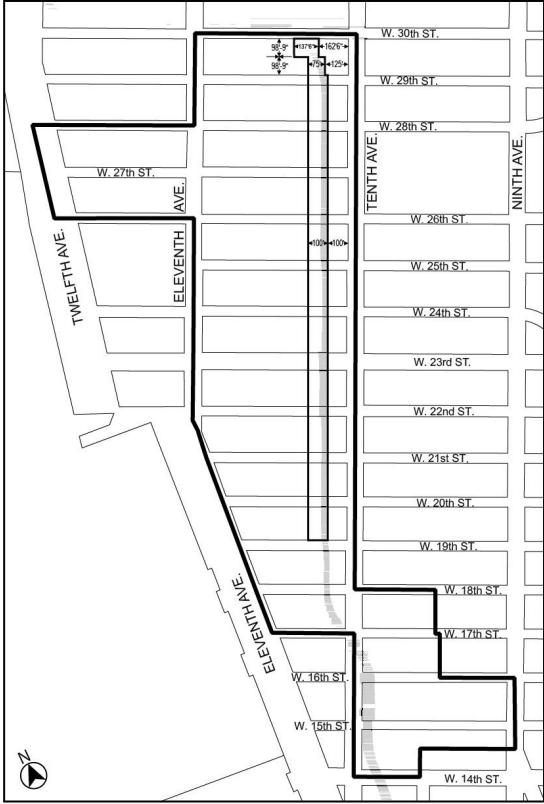 W. 30th ST.
98'-9"
137'6"
162'6"
98'-9"
75'
125'
W. 29th ST.
W. 28th ST.
W. 27th ST.
AVE.
ELEVENTH
TENTH AVE.
NINTH AVE.
TWELFTH AVE.
W. 26th ST.
100'
100'
W. 25th ST.
W. 24th ST.
W. 23rd ST.
W. 22nd ST.
W. 21st ST.
W. 20th ST.
W. 19th ST.
W. 18th ST.
ELEVENTH AVE.
W. 17th ST.
W. 16th ST.
W. 15th ST.
W. 14th ST.
N